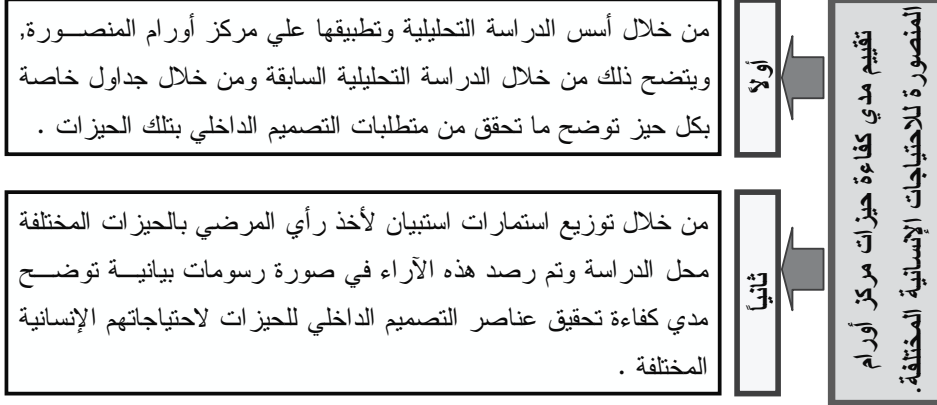 تقييم مدي كفاءة حيزات مركز أورام
المنصورة للاحتياجات الإنسانية المختلفة.
أولاً
من خلال أسس الدراسة التحليلية وتطبيقها علي مركز أورام المنصـــورة,
ويتضح ذلك من خلال الدراسة التحليلية السابقة ومن خلال جداول خاصة
بكل حيز توضح ما تحقق من متطلبات التصميم الداخلي بتلك الحيزات .
ثانياً
من خلال توزيع استمارات استبيان لأخذ رأي المرضي بالحيزات المختلفة
محل الدراسة وتم رصد هذه الآراء في صورة رسومات بيانيـــة توضـــح
مدي كفاءة تحقيق عناصر التصميم الداخلي للحيزات لاحتياجاتهم الإنسانية
المختلفة .